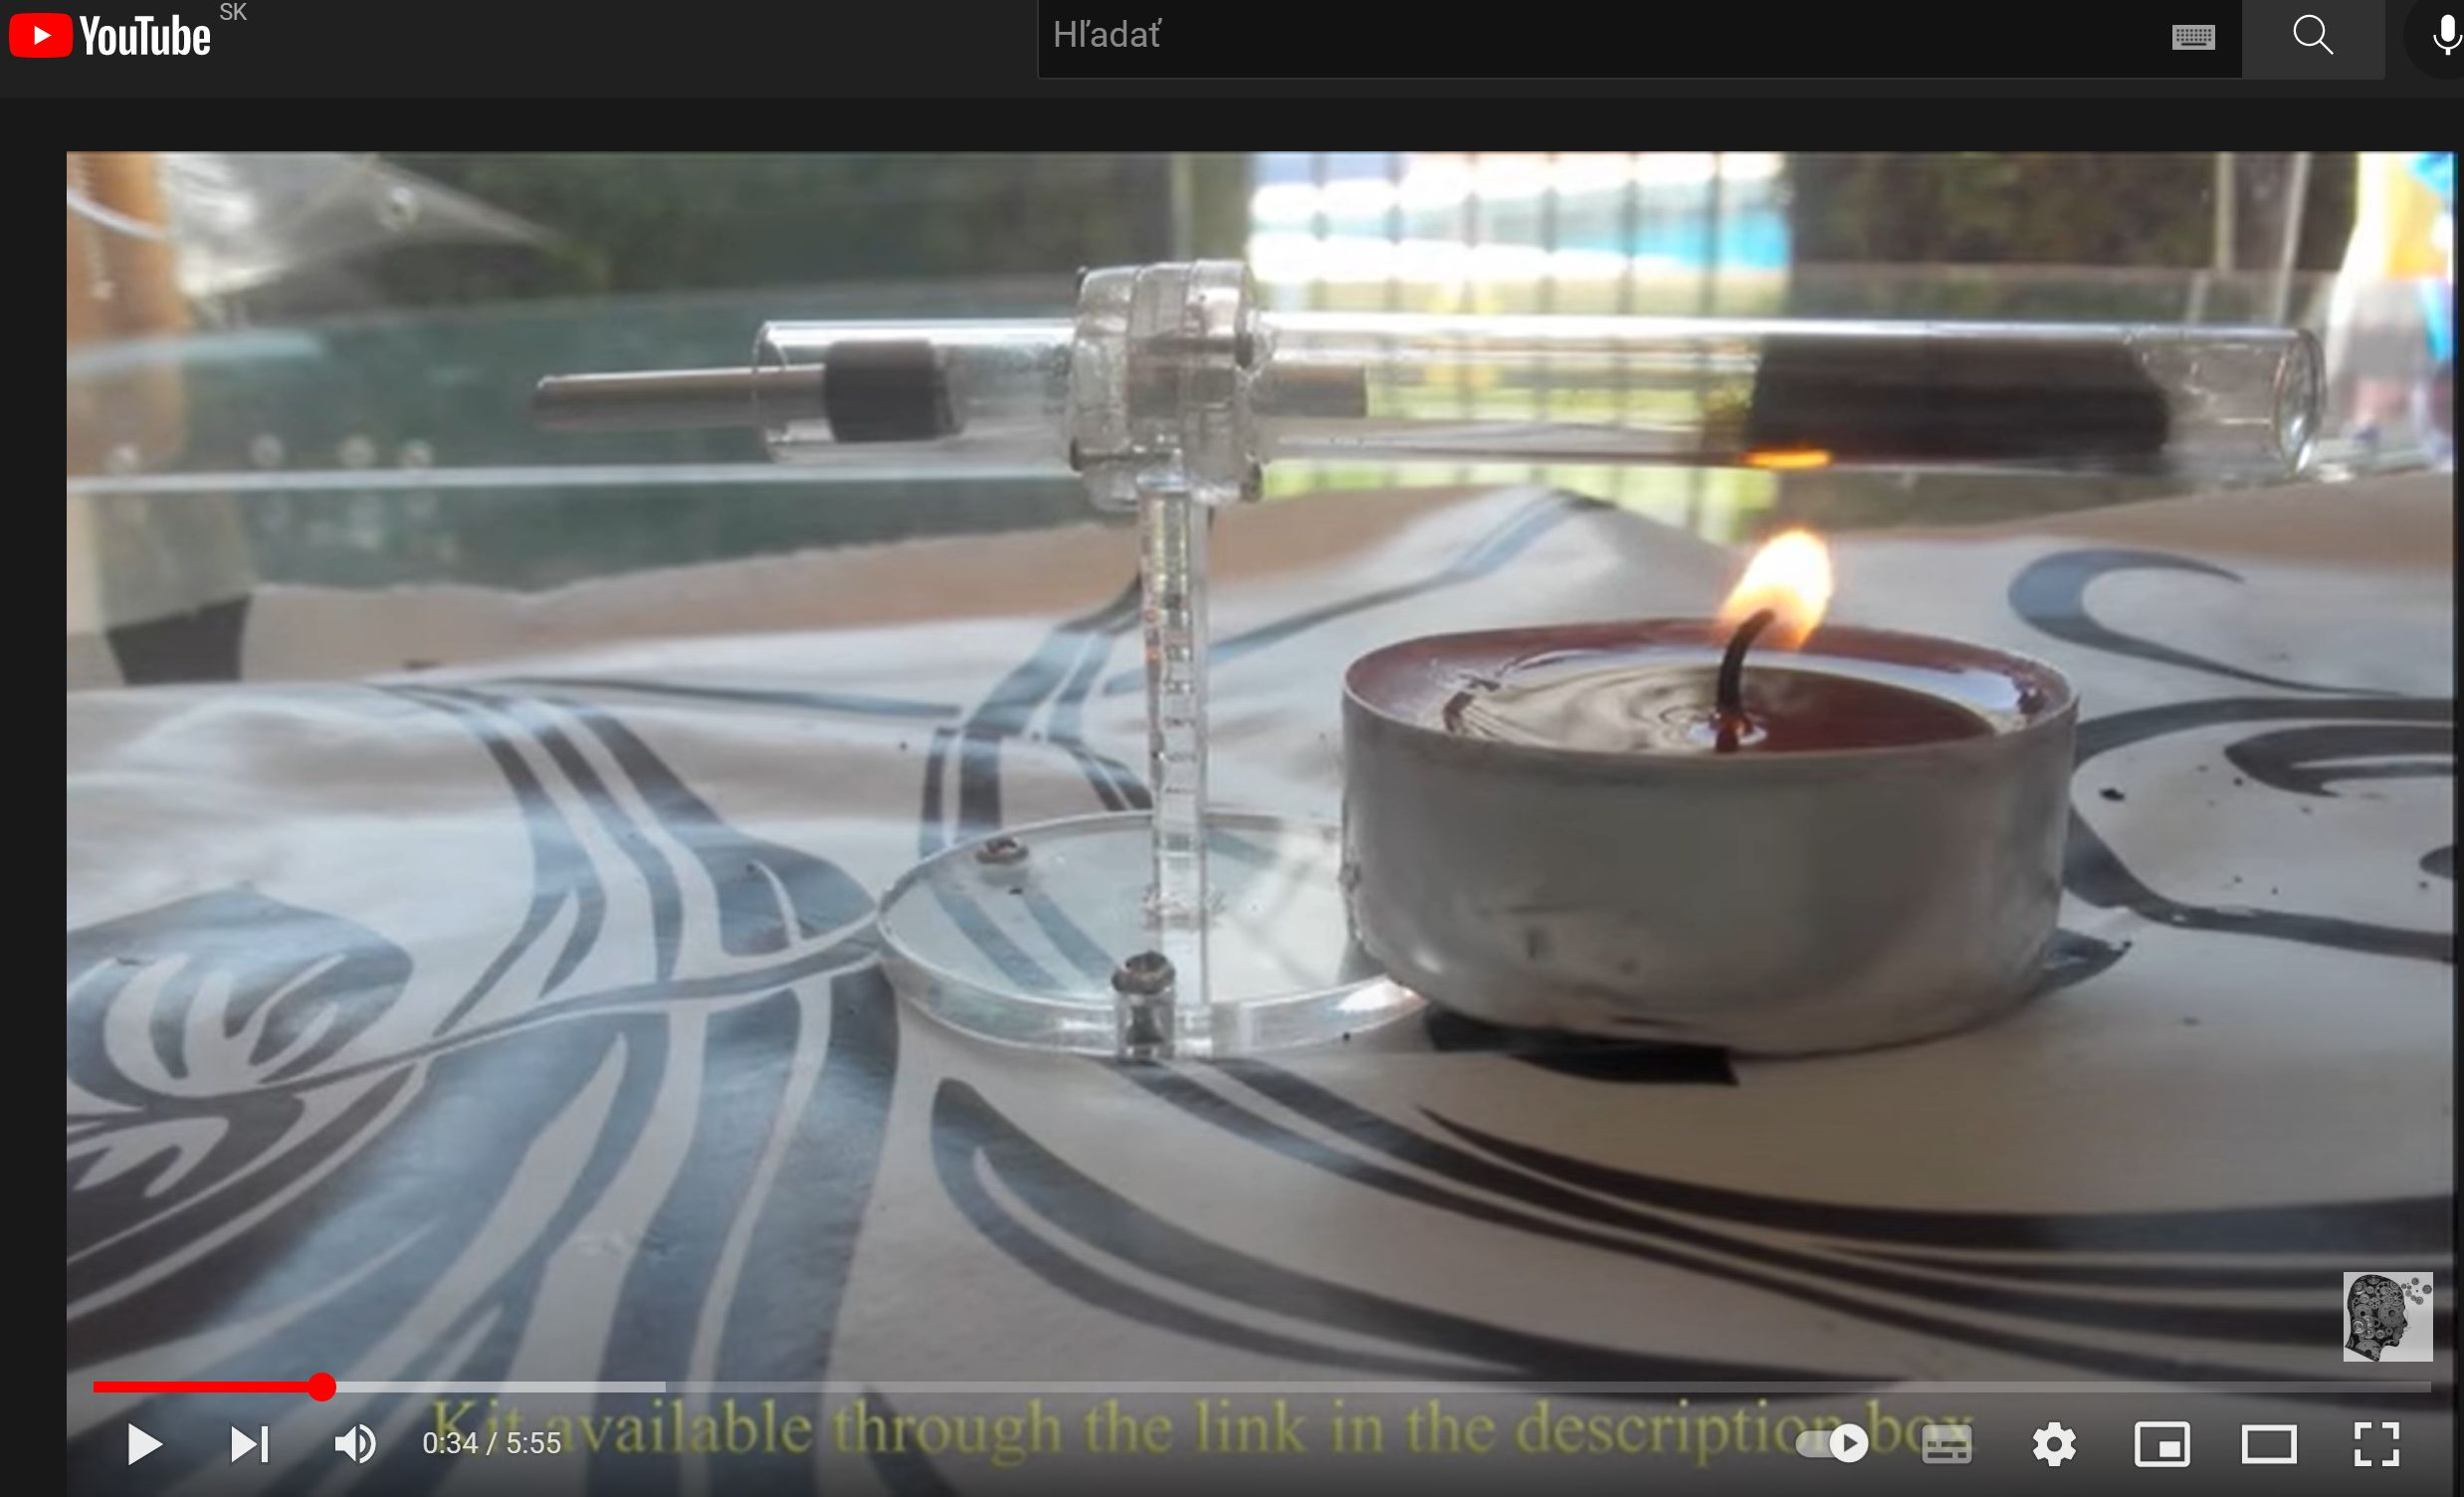 YouTube SK
Hľadať
Kit available through the link in the description box
0:34 / 5:55